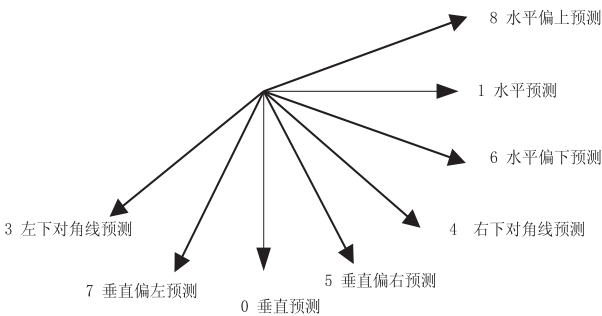 8 水平偏上预测
1 水平预测
6 水平偏下预测
3 左下对角线预测
4 右下对角线预测
5 垂直偏右预测
7 垂直偏左预测
0 垂直预测